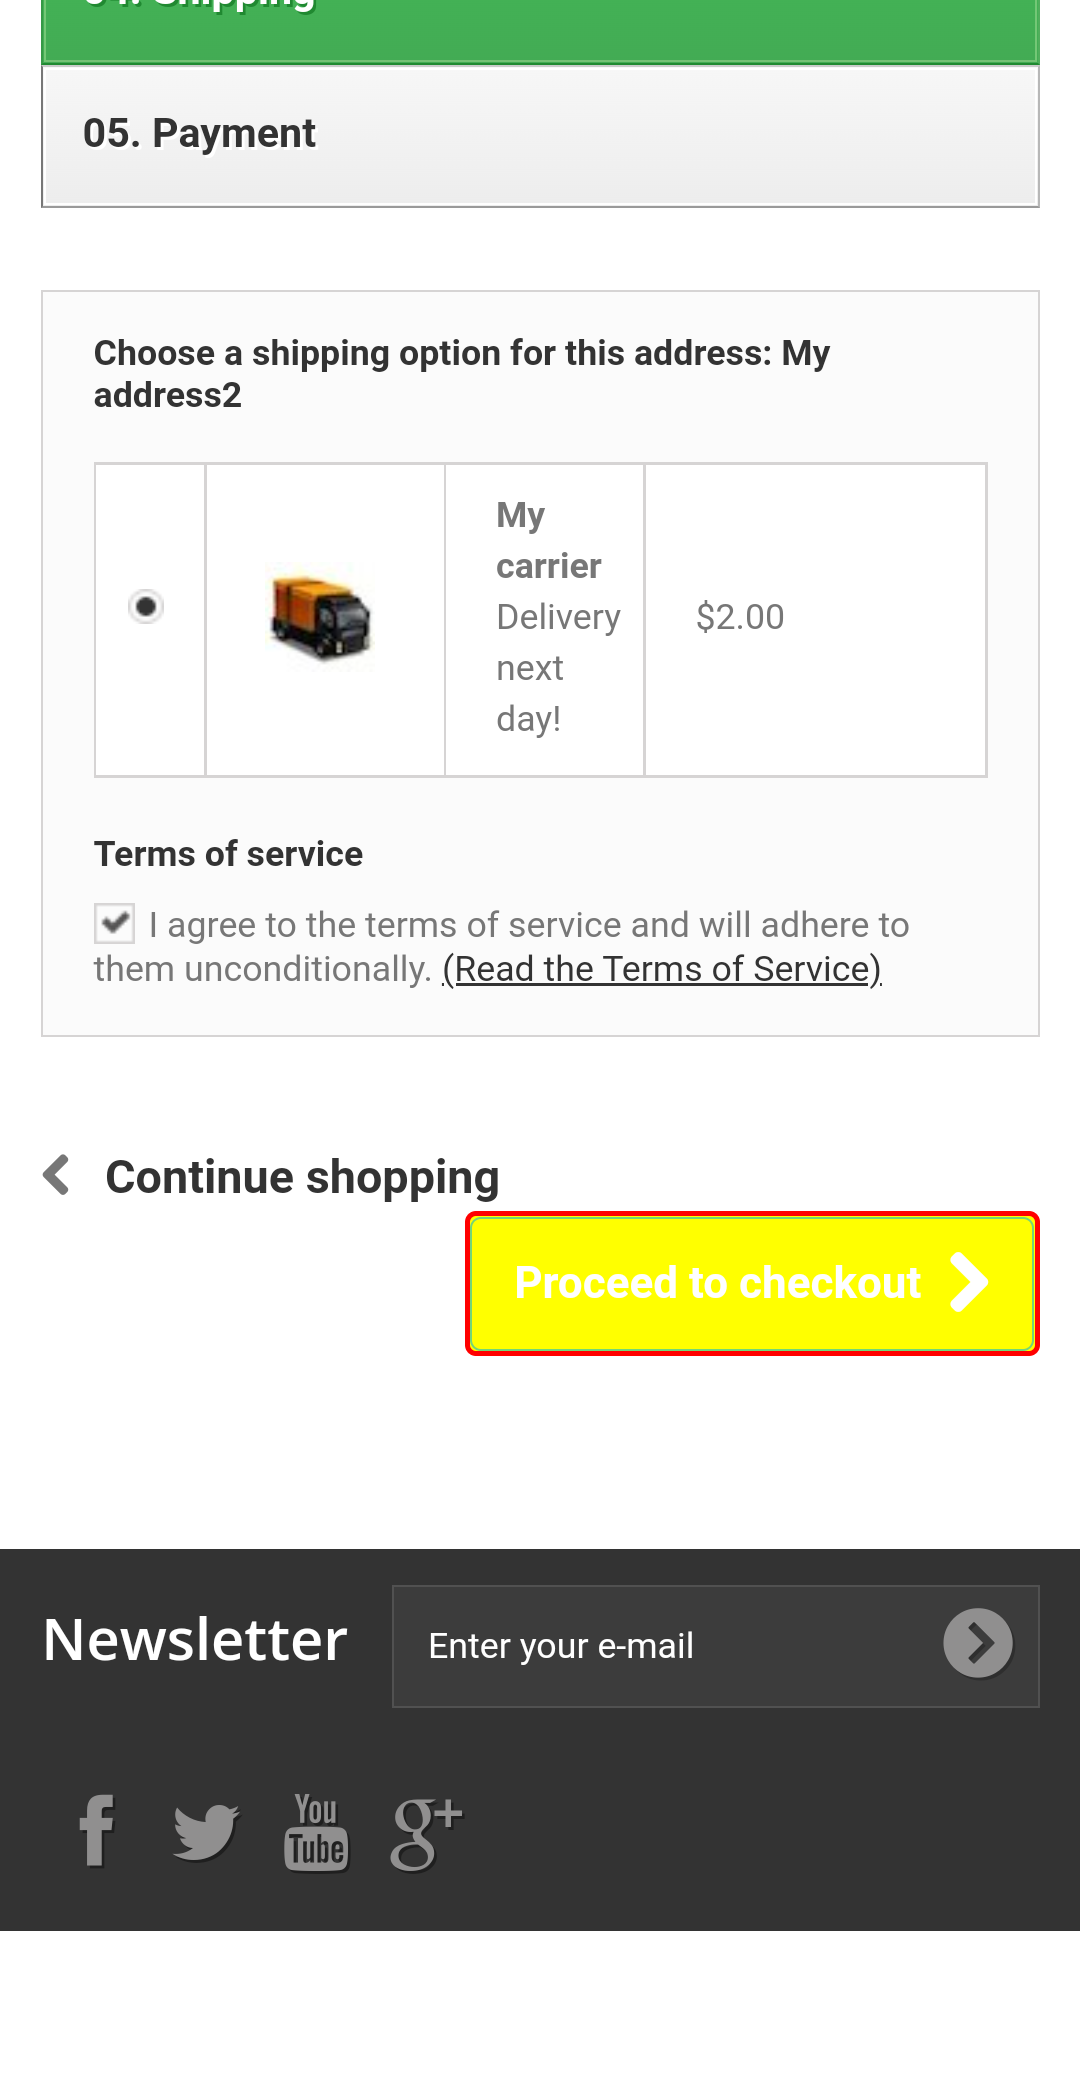 04. Shipping
05. Payment
Choose a shipping option for this address: My
address2
My
carrier
Delivery
next
day!
$2.00
Terms of service
I agree to the terms of service and will adhere to
them unconditionally. (Read the Terms of Service)
Continue shopping
Proceed to checkout
Newsletter
Enter your e-mail
f
You
Tube
g+